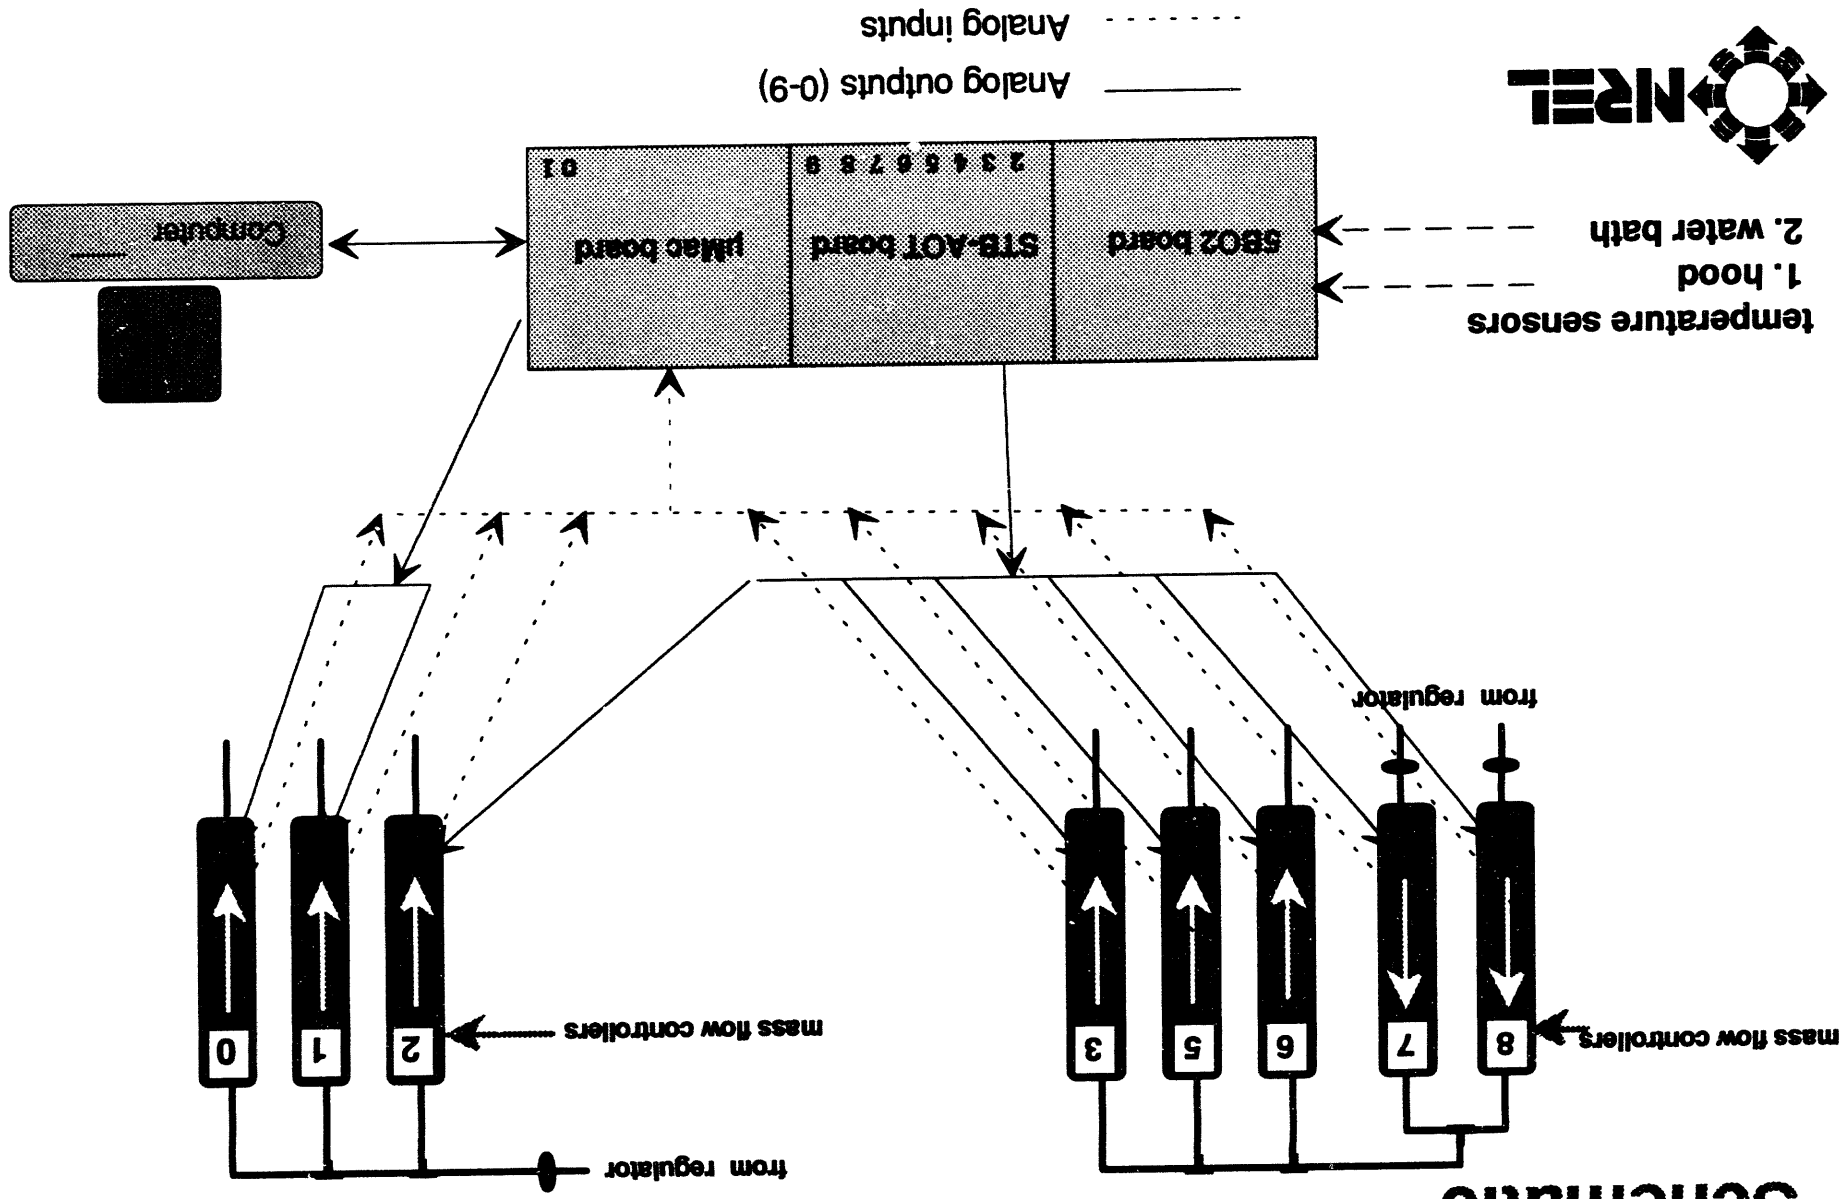 Schematic
from regulator
mass flow controllers
8 7 6 5 3
mass flow controllers
2 1 0
from regulator
temperature sensors
1. hood
2. water bath
5BO2 board
STB-AOT board
µMac board
2 3 4 5 6 7 8 9
0 1
Computer
NREL
Analog outputs (0-9)
Analog inputs